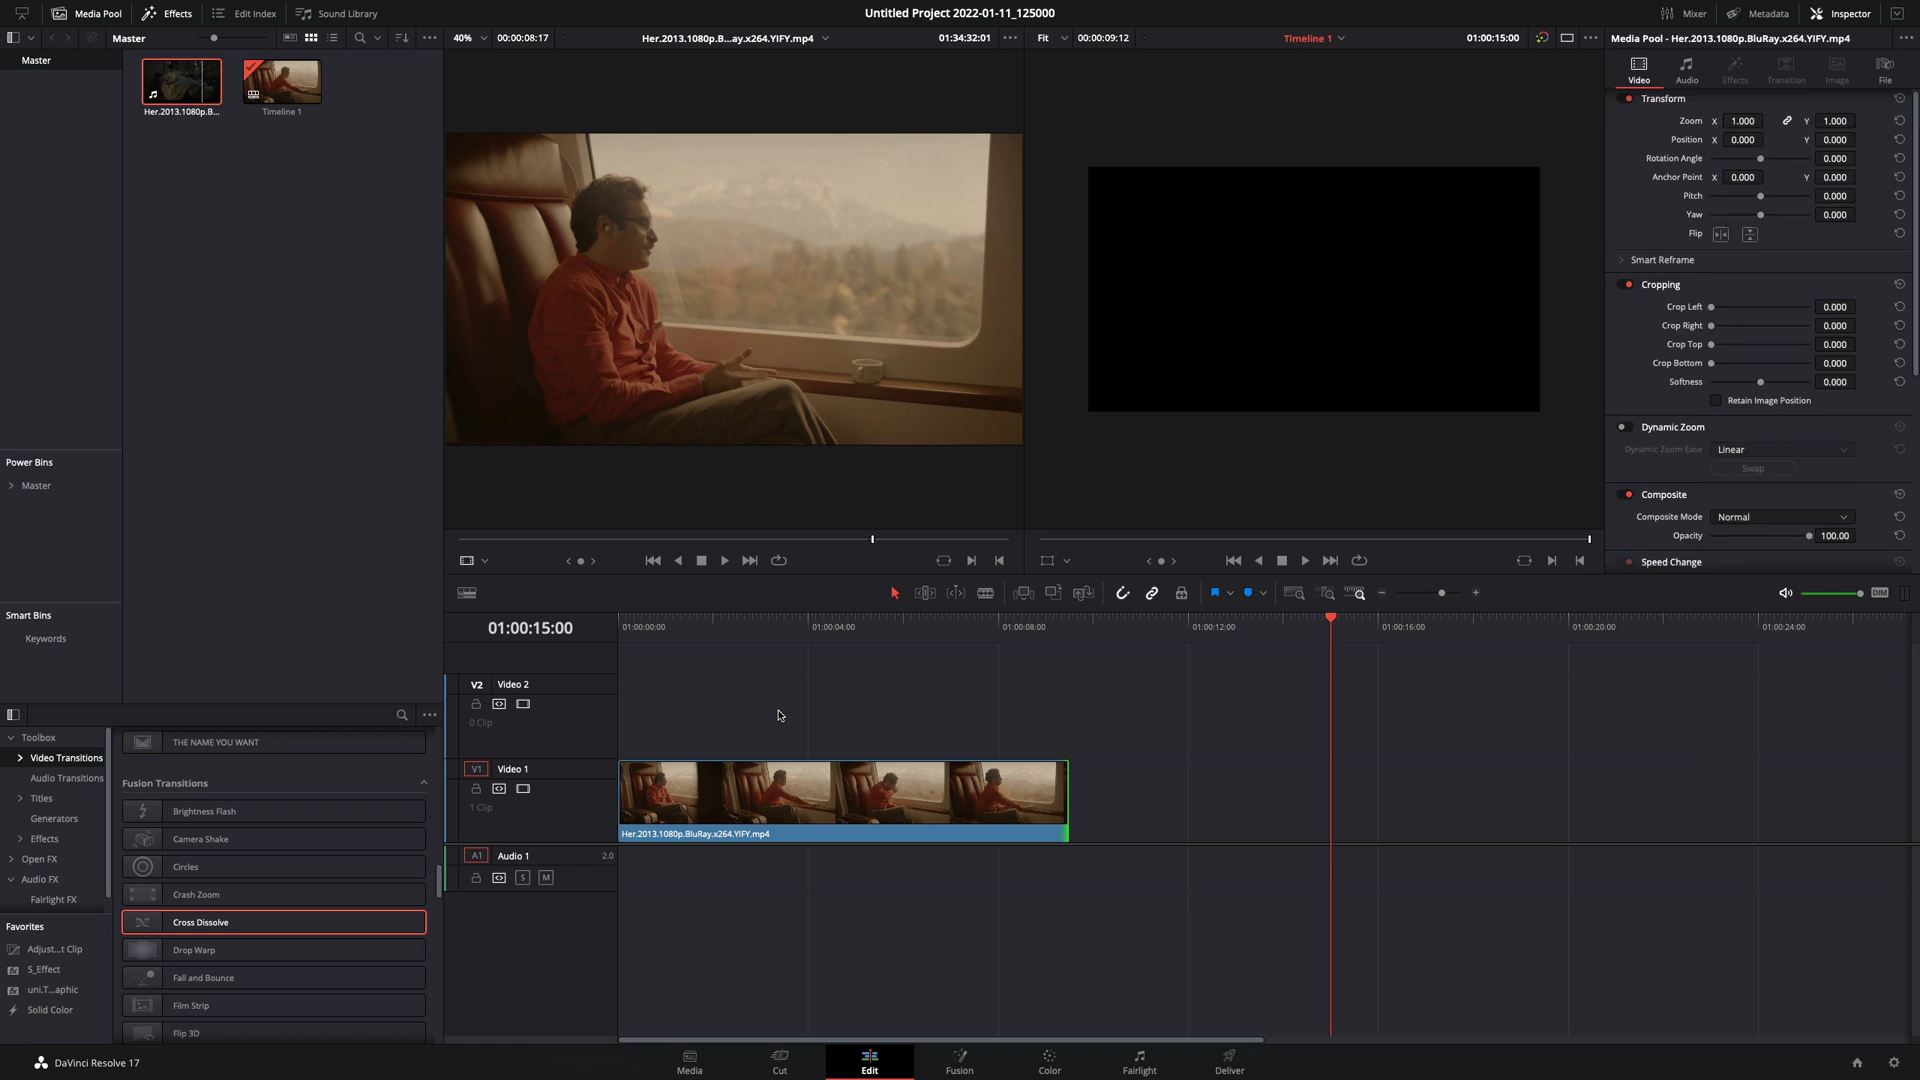 Media Pool Effects Edit Index Sound Library Untitled Project 2022-01-11_125000 Mixer Metadata Inspector
Master 40% 00:00:08:17 Her.2013.1080p.B...ay.x264.YIFY.mp4 01:34:32:01 Fit 00:00:09:12 Timeline 1 01:00:15:00 Media Pool - Her.2013.1080p.BluRay.x264.YIFY.mp4
Master
Her.2013.1080p.B...
Timeline 1
Video Audio Effects Transition Image File
Transform
Zoom X 1.000 Y 1.000
Position X 0.000 Y 0.000
Rotation Angle 0.000
Anchor Point X 0.000 Y 0.000
Pitch 0.000
Yaw 0.000
Flip
Smart Reframe
Cropping
Crop Left 0.000
Crop Right 0.000
Crop Top 0.000
Crop Bottom 0.000
Softness 0.000
Retain Image Position
Dynamic Zoom
Dynamic Zoom Ease Linear
Swap
Composite
Composite Mode Normal
Opacity 100.00
Speed Change
Power Bins
Master
Smart Bins
Keywords
DIM
01:00:15:00
01:00:00:00 01:00:04:00 01:00:08:00 01:00:12:00 01:00:16:00 01:00:20:00 01:00:24:00
V2 Video 2
0 Clip
V1 Video 1
1 Clip
Her.2013.1080p.BluRay.x264.YIFY.mp4
A1 Audio 1 2.0
S M
Toolbox
Video Transitions
Audio Transitions
Titles
Generators
Effects
Open FX
Audio FX
Fairlight FX
Favorites
Adjust...t Clip
S_Effect
uni.T...aphic
Solid Color
THE NAME YOU WANT
Fusion Transitions
Brightness Flash
Camera Shake
Circles
Crash Zoom
Cross Dissolve
Drop Warp
Fall and Bounce
Film Strip
Flip 3D
DaVinci Resolve 17
Media Cut Edit Fusion Color Fairlight Deliver